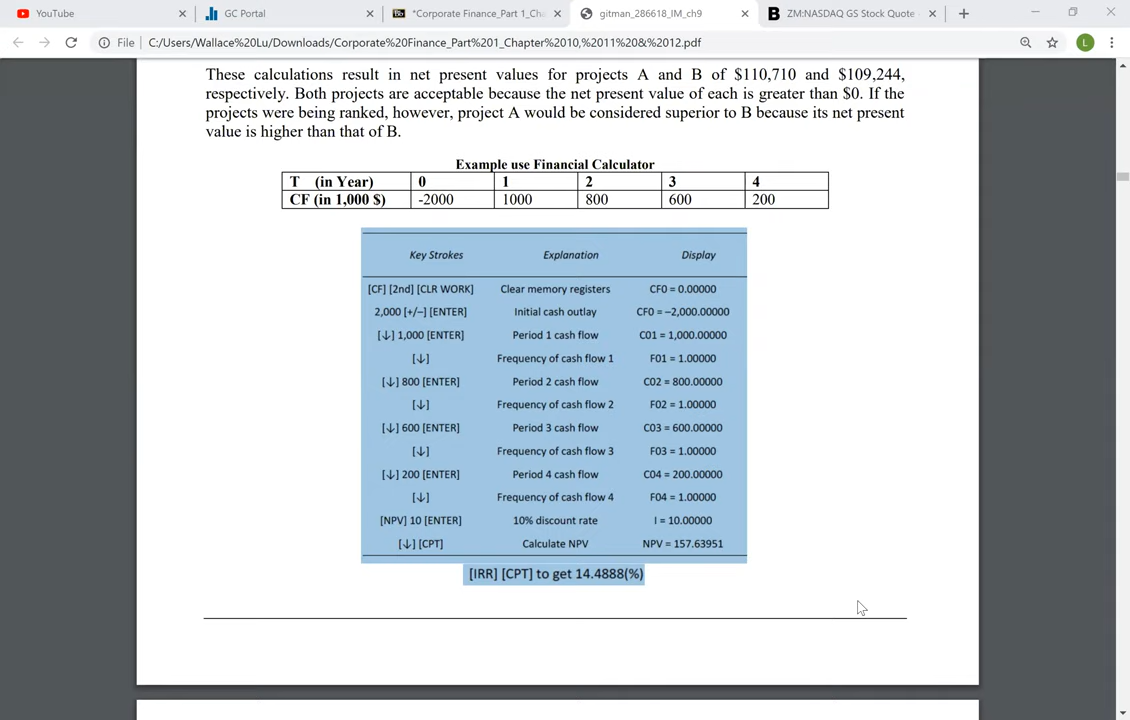 YouTube
GC Portal
*Corporate Finance_Part 1_Cha
gitman_286618_IM_ch9
ZM:NASDAQ GS Stock Quote
File C:/Users/Wallace%20Lu/Downloads/Corporate%20Finance_Part%201_Chapter%2010,%2011%20&%2012.pdf
L
These calculations result in net present values for projects A and B of $110,710 and $109,244,
respectively. Both projects are acceptable because the net present value of each is greater than $0. If the
projects were being ranked, however, project A would be considered superior to B because its net present
value is higher than that of B.
Example use Financial Calculator
T (in Year) 0 1 2 3 4
CF (in 1,000 $) -2000 1000 800 600 200
Key Strokes Explanation Display
[CF] [2nd] [CLR WORK] Clear memory registers CF0 = 0.00000
2,000 [+/–] [ENTER] Initial cash outlay CF0 = –2,000.00000
[↓] 1,000 [ENTER] Period 1 cash flow C01 = 1,000.00000
[↓] Frequency of cash flow 1 F01 = 1.00000
[↓] 800 [ENTER] Period 2 cash flow C02 = 800.00000
[↓] Frequency of cash flow 2 F02 = 1.00000
[↓] 600 [ENTER] Period 3 cash flow C03 = 600.00000
[↓] Frequency of cash flow 3 F03 = 1.00000
[↓] 200 [ENTER] Period 4 cash flow C04 = 200.00000
[↓] Frequency of cash flow 4 F04 = 1.00000
[NPV] 10 [ENTER] 10% discount rate I = 10.00000
[↓] [CPT] Calculate NPV NPV = 157.63951
[IRR] [CPT] to get 14.4888(%)